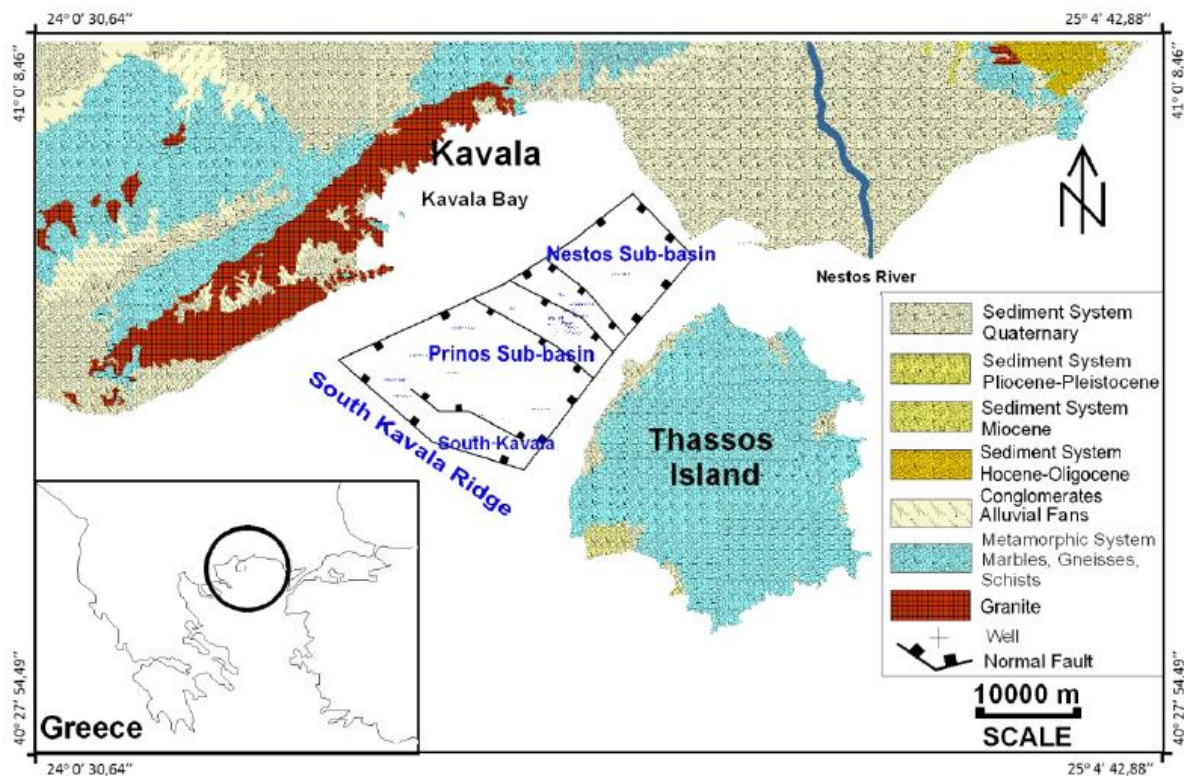 24° 0' 30,64"
25° 4' 42,88"
41° 0' 8,46"
41° 0' 8,46"
Kavala
Kavala Bay
Nestos Sub-basin
Nestos River
Prinos Sub-basin
South Kavala Ridge
South-Kavala
Thassos
Island
Sediment System
Quaternary
Sediment System
Pliocene-Pleistocene
Sediment System
Miocene
Sediment System
Hocene-Oligocene
Conglomerates
Alluvial Fans
Metamorphic System
Marbles, Gneisses,
Schists
Granite
Well
Normal Fault
10000 m
SCALE
N
Greece
40° 27' 54,49"
40° 27' 54,49"
24° 0' 30,64"
25° 4' 42,88"